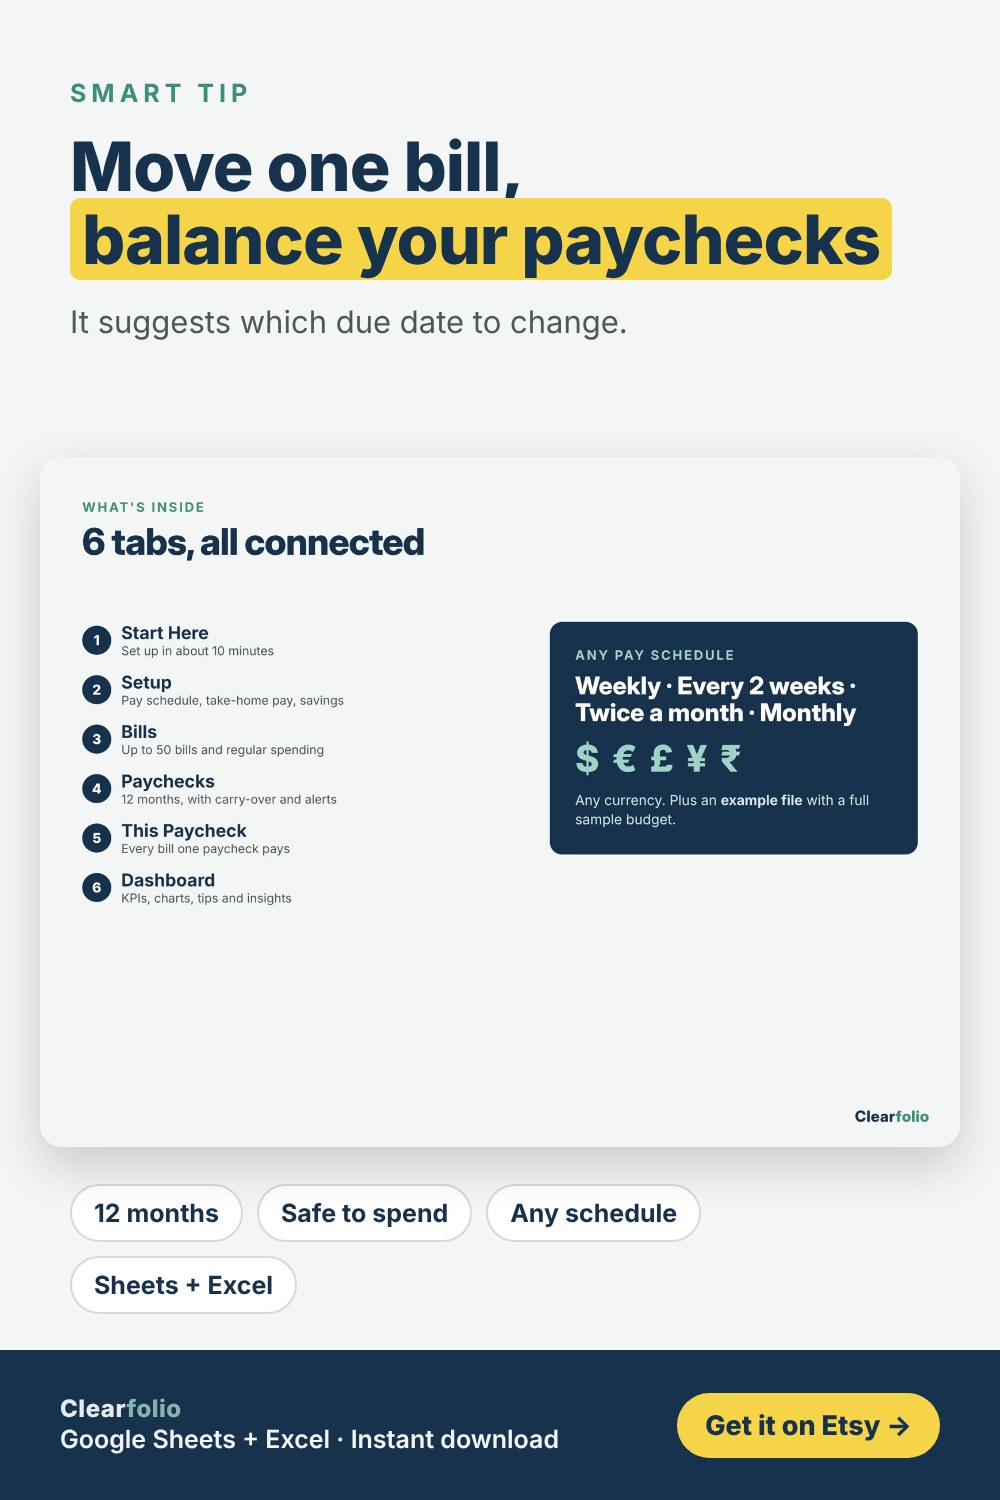 SMART TIP
Move one bill,
balance your paychecks
It suggests which due date to change.
WHAT'S INSIDE
6 tabs, all connected
1 Start Here
Set up in about 10 minutes
2 Setup
Pay schedule, take-home pay, savings
3 Bills
Up to 50 bills and regular spending
4 Paychecks
12 months, with carry-over and alerts
5 This Paycheck
Every bill one paycheck pays
6 Dashboard
KPIs, charts, tips and insights
ANY PAY SCHEDULE
Weekly · Every 2 weeks ·
Twice a month · Monthly
$ € £ ¥ ₹
Any currency. Plus an example file with a full
sample budget.
Clearfolio
12 months
Safe to spend
Any schedule
Sheets + Excel
Clearfolio
Google Sheets + Excel · Instant download
Get it on Etsy →